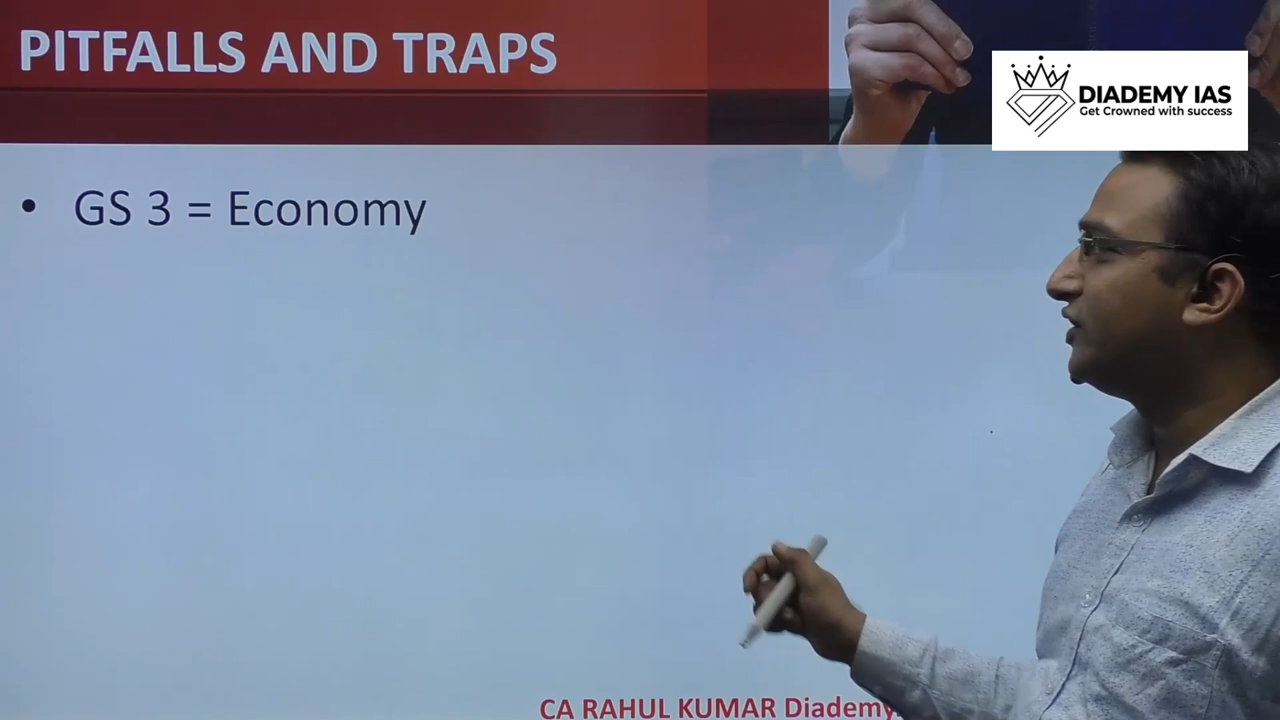 PITFALLS AND TRAPS
DIADEMY IAS
Get Crowned with success
• GS 3 = Economy
CA RAHUL KUMAR Diademy